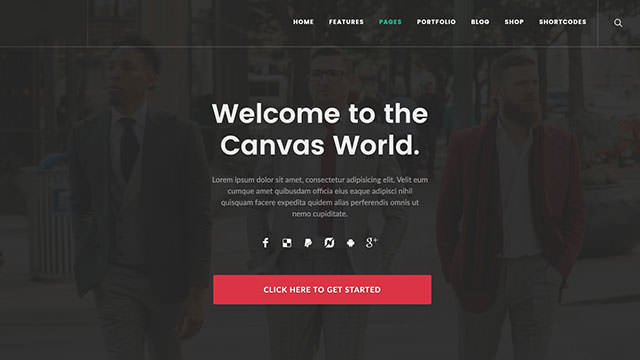 HOME FEATURES PAGES PORTFOLIO BLOG SHOP SHORTCODES
Welcome to the
Canvas World.
Lorem ipsum dolor sit amet, consectetur adipisicing elit. Velit eum
cumque amet quibusdam officia eius eaque adipisci nihil
quisquam facere expedita quidem alias perferendis omnis ut
nemo cupiditate.
g+
CLICK HERE TO GET STARTED